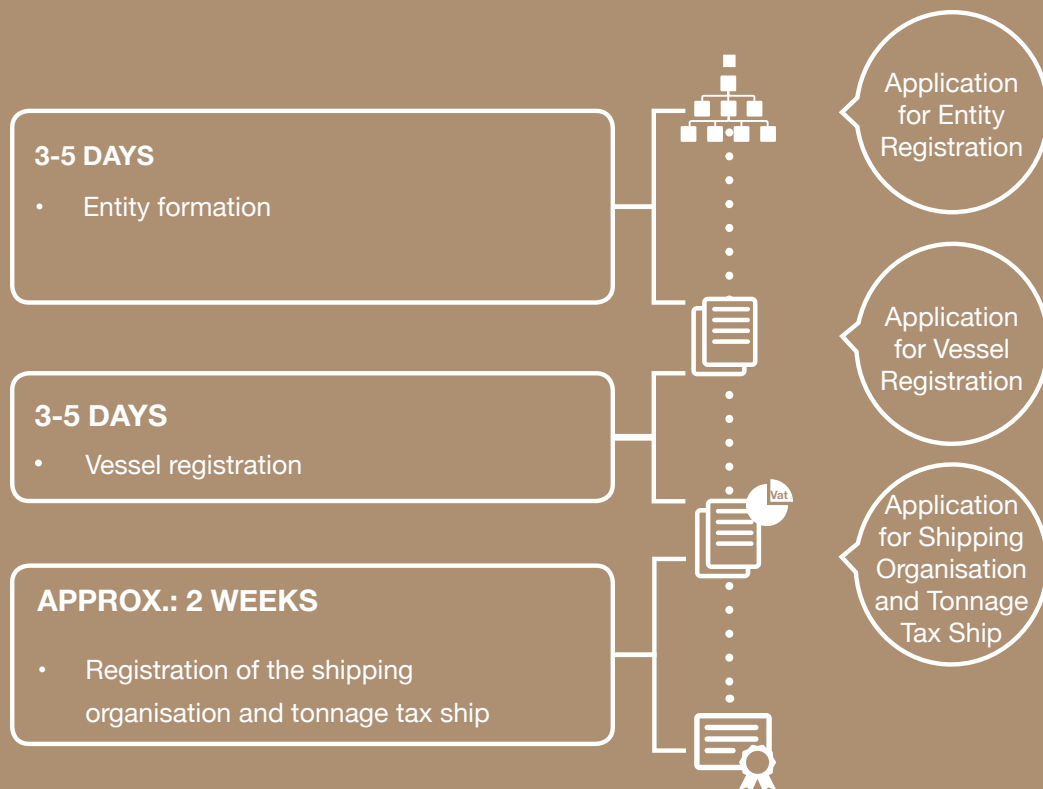 Application
for Entity
Registration
3-5 DAYS
• Entity formation
Application
for Vessel
Registration
3-5 DAYS
• Vessel registration
Vat
Application
for Shipping
Organisation
and Tonnage
Tax Ship
APPROX.: 2 WEEKS
• Registration of the shipping
organisation and tonnage tax ship